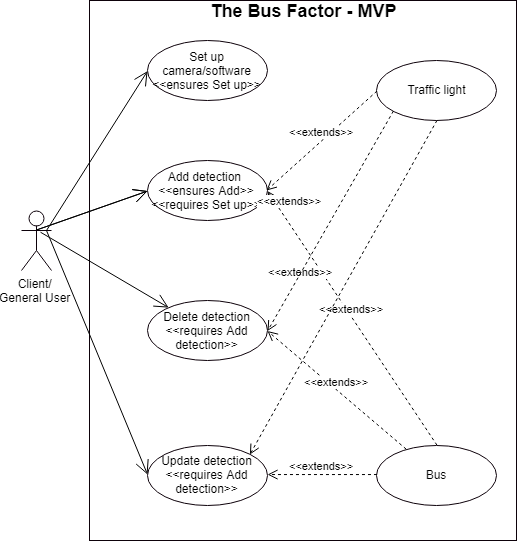 The Bus Factor - MVP
Set up
camera/software
<<ensures Set up>>
Traffic light
<<extends>>
Add detection
<<ensures Add>>
<<requires Set up>>
<<extends>>
Client/
General User
<<extends>>
Delete detection
<<requires Add
detection>>
<<extends>>
<<extends>>
Update detection
<<requires Add
detection>>
<<extends>>
Bus